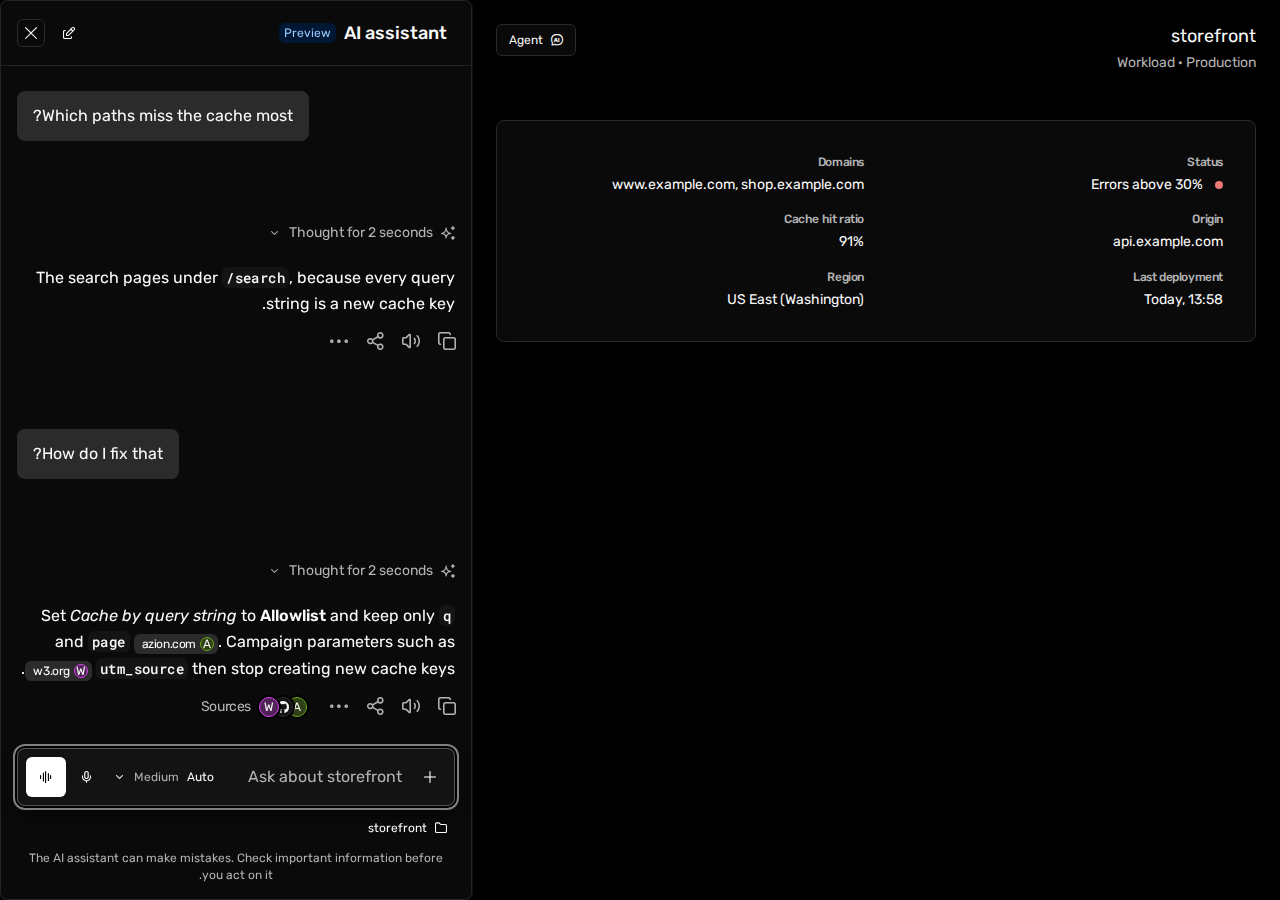 AI assistant Preview
?Which paths miss the cache most
Thought for 2 seconds
The search pages under /search, because every query
.string is a new cache key
?How do I fix that
Thought for 2 seconds
Set Cache by query string to Allowlist and keep only q
and page azion.com A. Campaign parameters such as
.w3.org W utm_source then stop creating new cache keys
Sources W A
Ask about storefront Auto Medium
storefront
The AI assistant can make mistakes. Check important information before
.you act on it
storefront
Workload • Production
Agent AI
Status
Errors above 30%
Domains
www.example.com, shop.example.com
Origin
api.example.com
Cache hit ratio
91%
Last deployment
Today, 13:58
Region
US East (Washington)